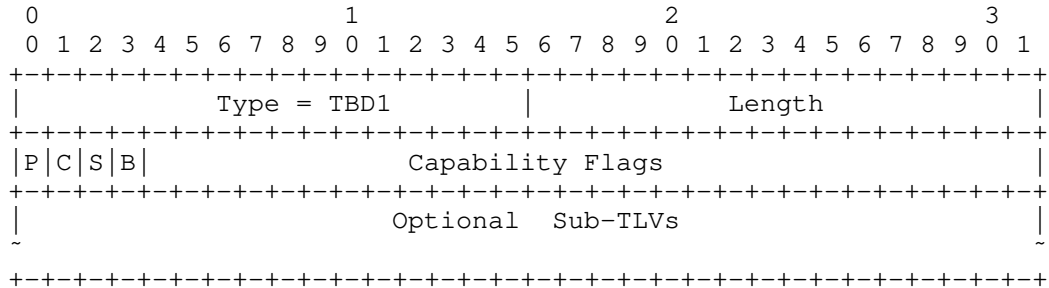 0                   1                   2                   3
 0 1 2 3 4 5 6 7 8 9 0 1 2 3 4 5 6 7 8 9 0 1 2 3 4 5 6 7 8 9 0 1
+-+-+-+-+-+-+-+-+-+-+-+-+-+-+-+-+-+-+-+-+-+-+-+-+-+-+-+-+-+-+-+-+
|            Type = TBD1        |            Length             |
+-+-+-+-+-+-+-+-+-+-+-+-+-+-+-+-+-+-+-+-+-+-+-+-+-+-+-+-+-+-+-+-+
|P|C|S|B|                Capability Flags                       |
+-+-+-+-+-+-+-+-+-+-+-+-+-+-+-+-+-+-+-+-+-+-+-+-+-+-+-+-+-+-+-+-+
|                       Optional  Sub-TLVs                      |
~                                                               ~
+-+-+-+-+-+-+-+-+-+-+-+-+-+-+-+-+-+-+-+-+-+-+-+-+-+-+-+-+-+-+-+-+